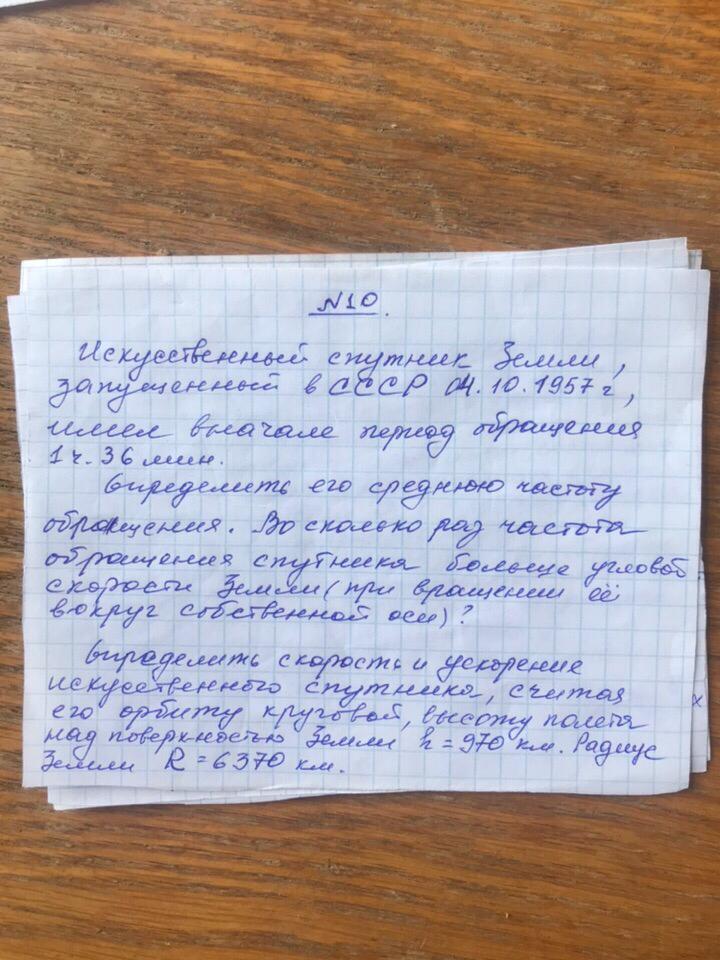 N10.
Искусственный спутник Земли,
запущенный в СССР 04.10.1957 г,
имел вначале период обращения
1 ч. 36 мин.
Определить его среднюю частоту
обращения. Во сколько раз частота
обращения спутника больше угловой
скорости Земли (при вращении её
вокруг собственной оси)?
Определить скорость и ускорение
искусственного спутника, считая
его орбиту круговой, высоту полёта
над поверхностью Земли h = 970 км. Радиус
Земли R = 6370 км.
х